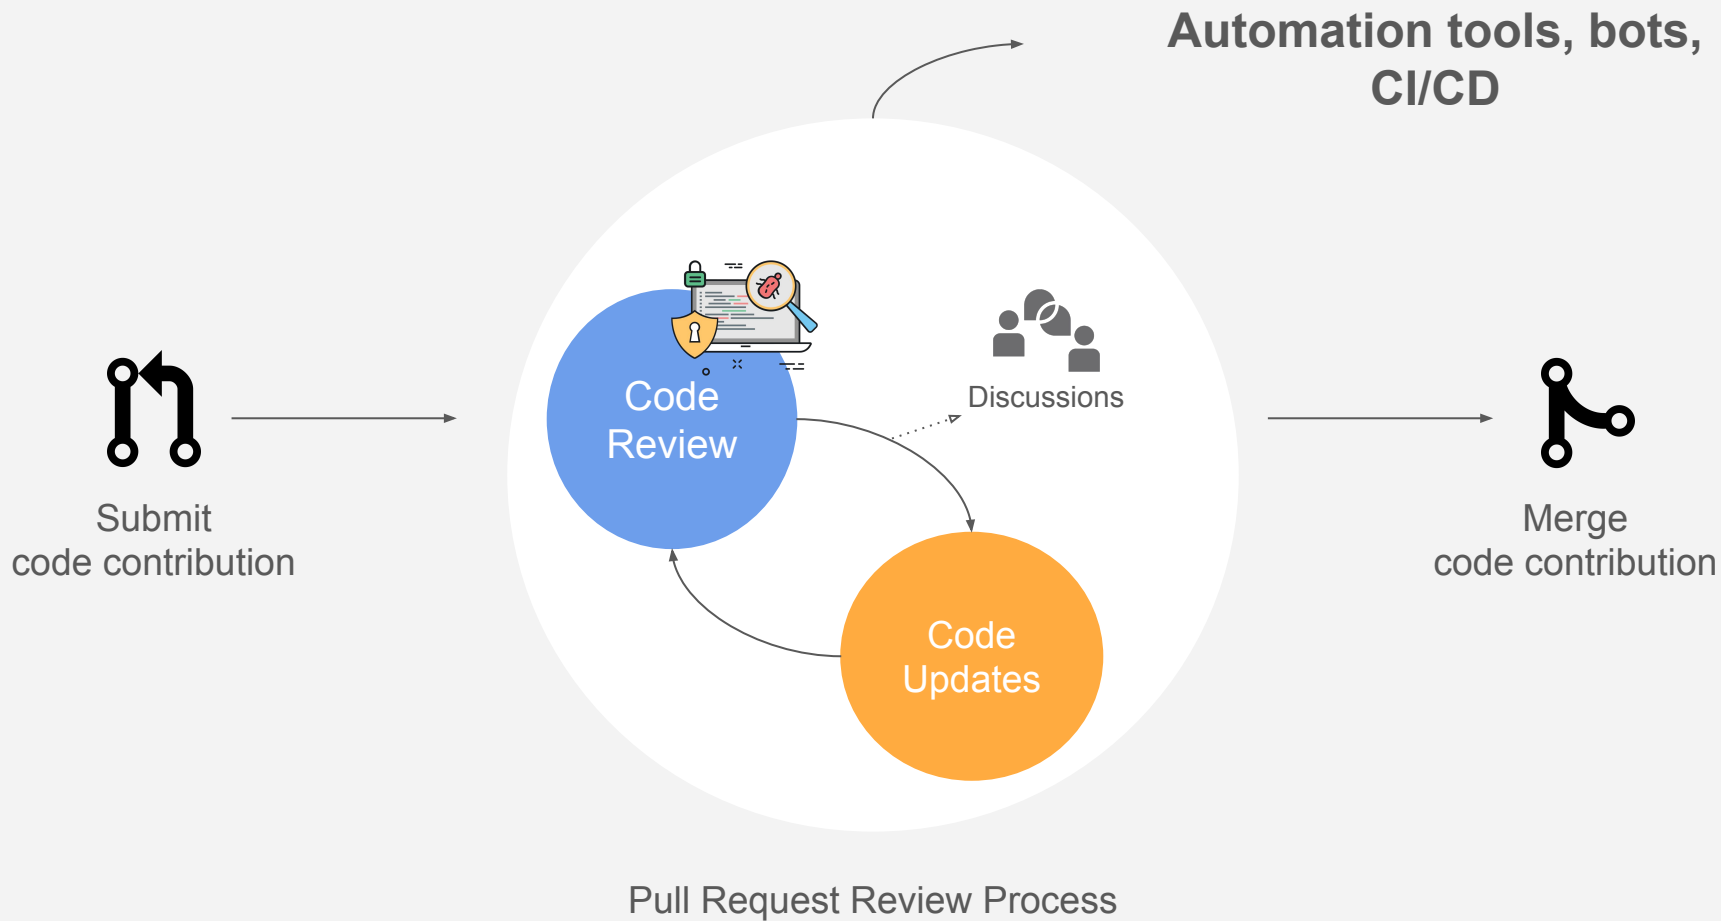 Automation tools, bots,
CI/CD
Code
Review
Discussions
Submit
code contribution
Merge
code contribution
Code
Updates
Pull Request Review Process